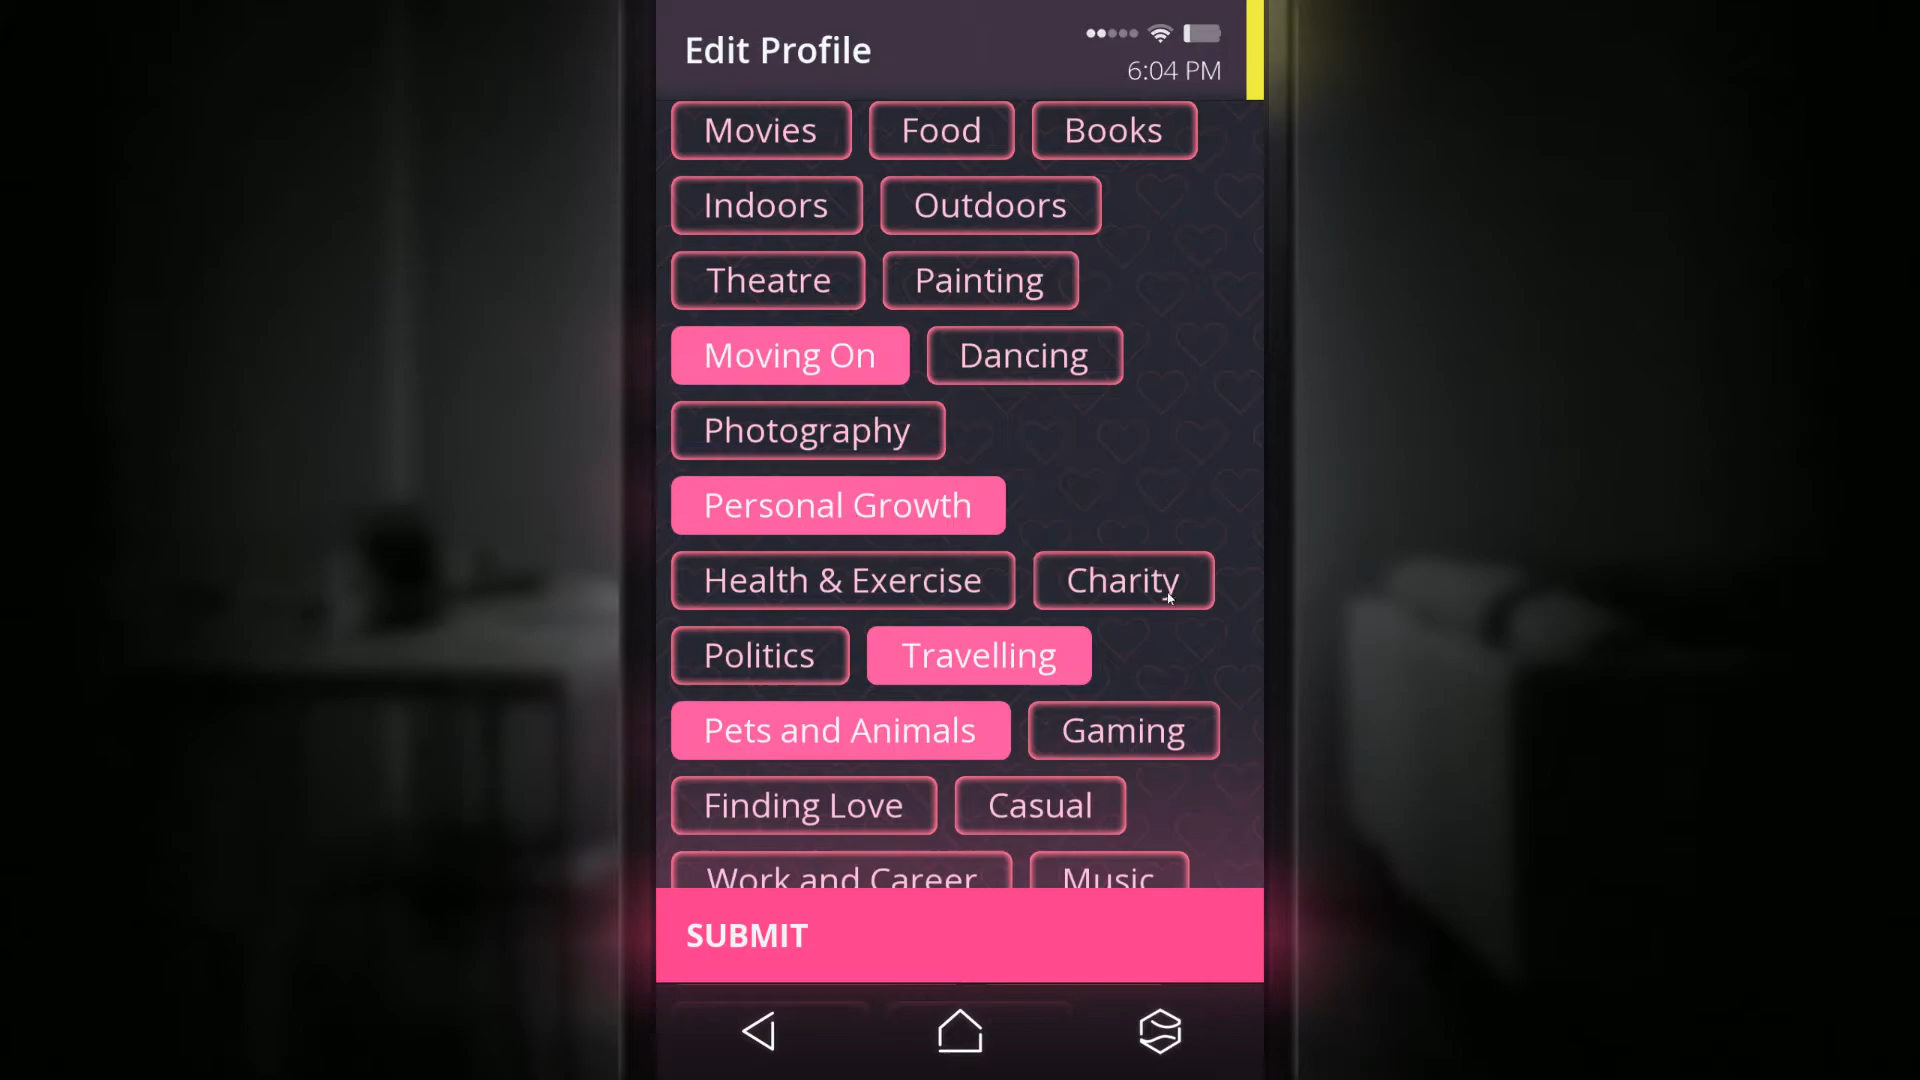 Edit Profile
6:04 PM
Movies Food Books
Indoors Outdoors
Theatre Painting
Moving On Dancing
Photography
Personal Growth
Health & Exercise Charity
Politics Travelling
Pets and Animals Gaming
Finding Love Casual
Work and Career Music
SUBMIT